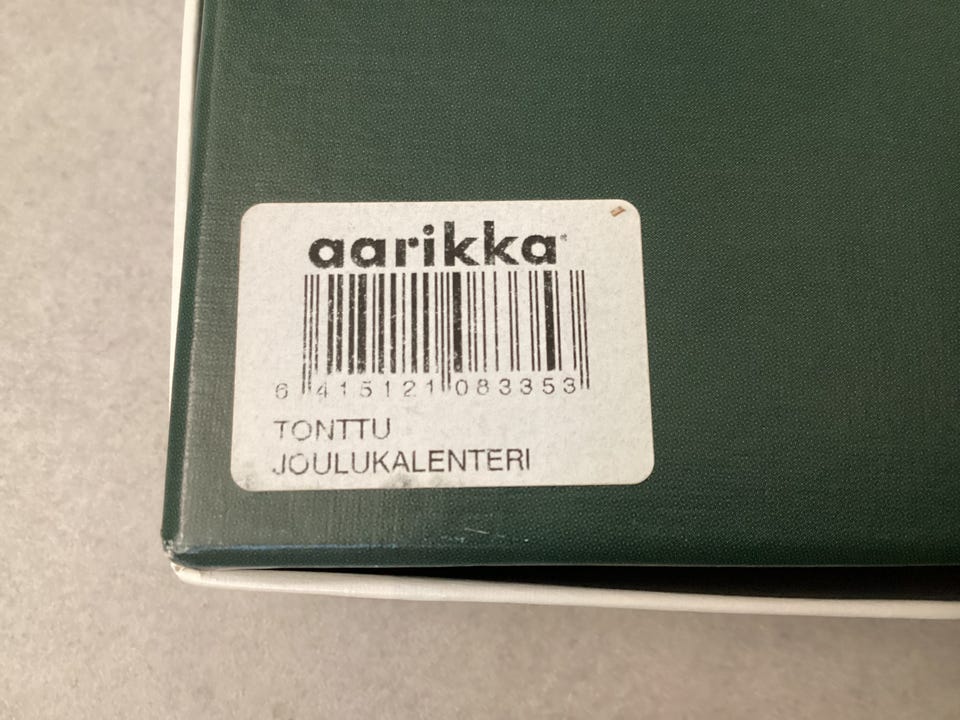 aarikka
6 415121 083353
TONTTU
JOULUKALENTERI